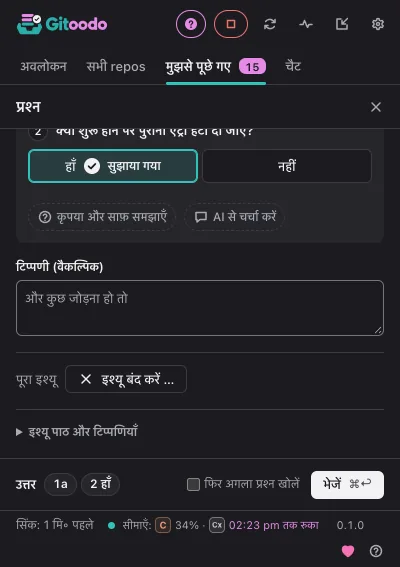 Gitoodo
अवलोकन सभी repos मुझसे पूछे गए 15 चैट
प्रश्न
2 क्या शुरू होने पर पुरानी एंट्री हटा दी जाए?
हाँ सुझाया गया नहीं
कृपया और साफ़ समझाएँ AI से चर्चा करें
टिप्पणी (वैकल्पिक)
और कुछ जोड़ना हो तो
पूरा इश्यू इश्यू बंद करें ...
इश्यू पाठ और टिप्पणियाँ
उत्तर 1a 2 हाँ फिर अगला प्रश्न खोलें भेजें ⌘↩
सिंक: 1 मि॰ पहले सीमाएँ: C 34% · Cx 02:23 pm तक रुका 0.1.0